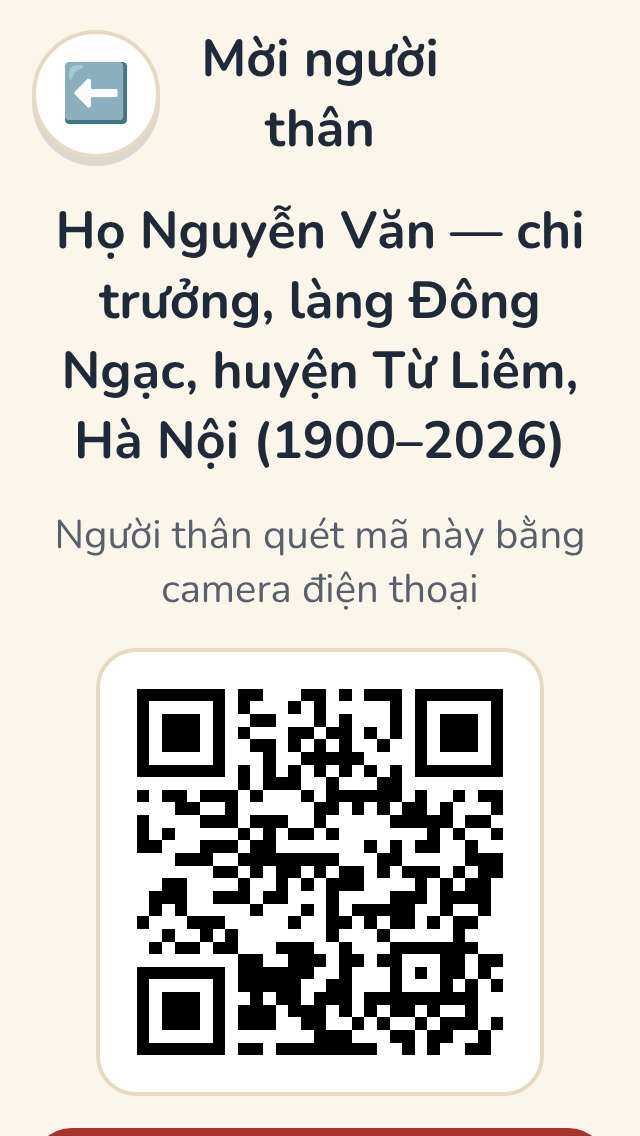 Mời người
thân
Họ Nguyễn Văn — chi
trưởng, làng Đông
Ngạc, huyện Từ Liêm,
Hà Nội (1900–2026)
Người thân quét mã này bằng
camera điện thoại